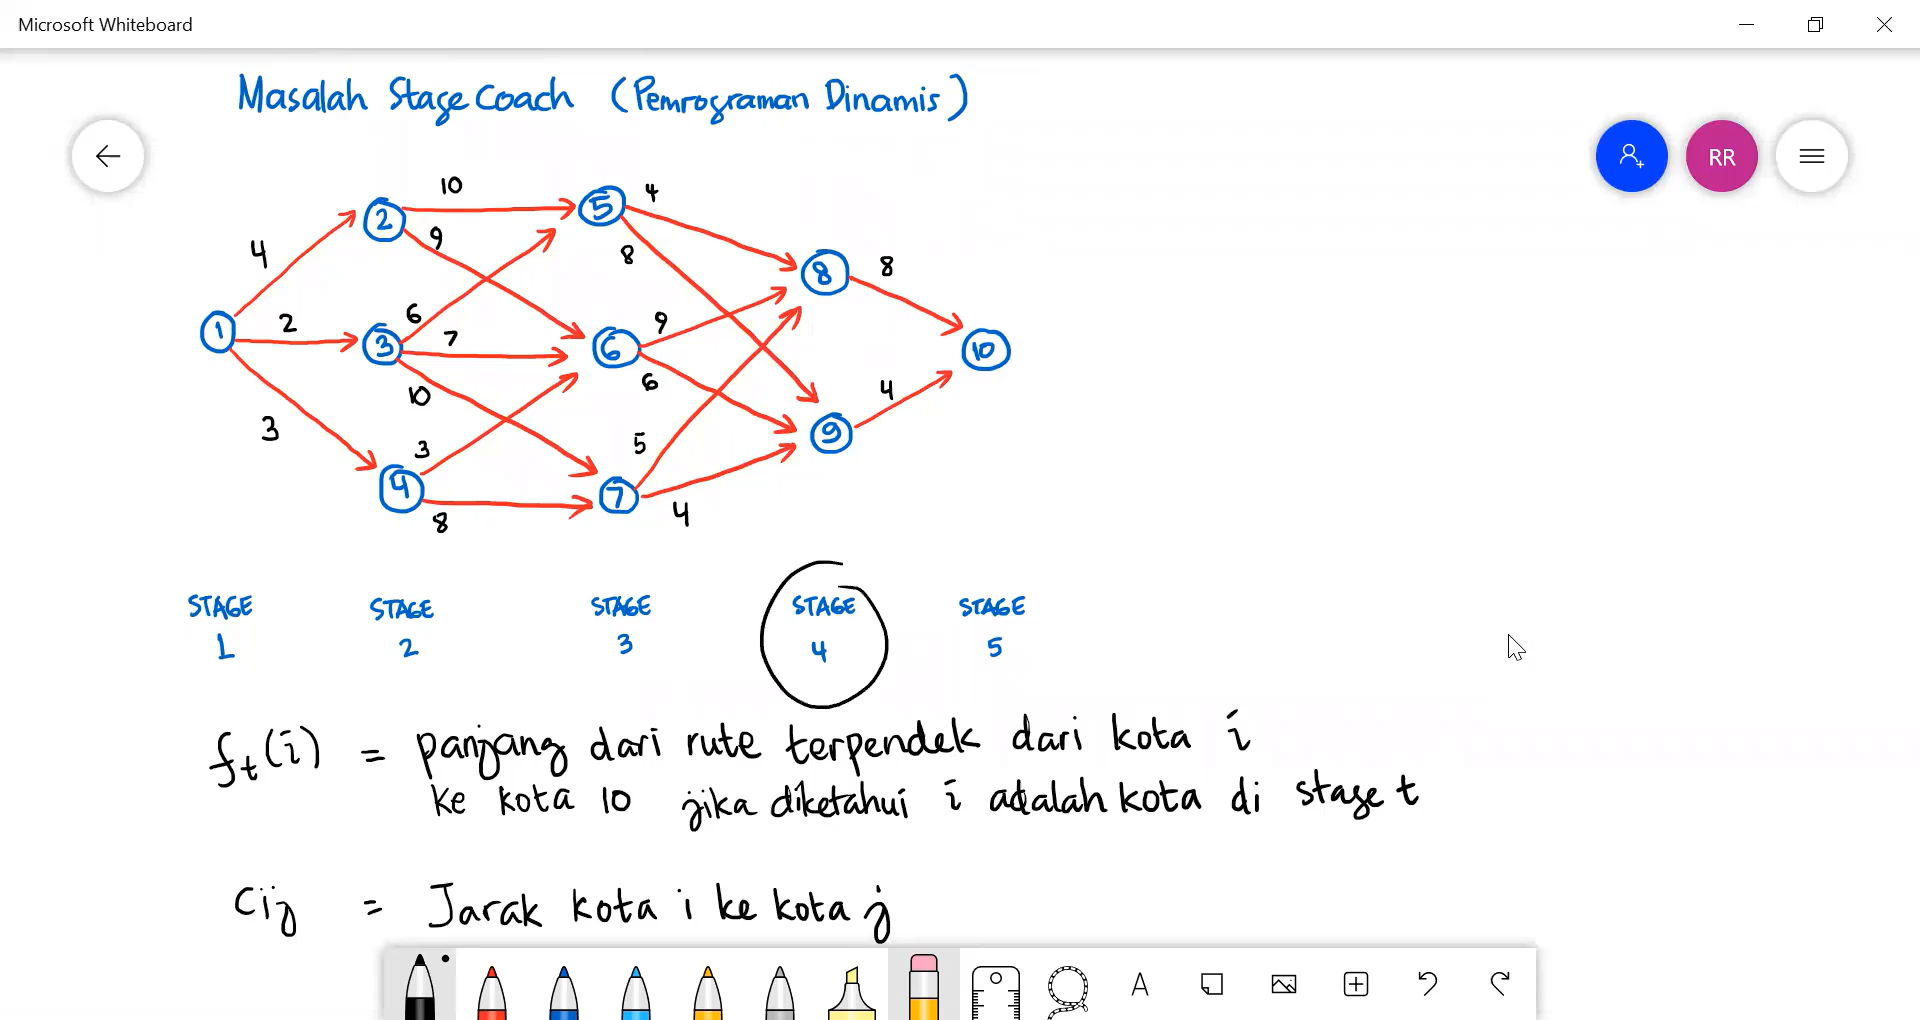 Microsoft Whiteboard
Masalah Stage Coach (Pemrograman Dinamis)
RR
10
4
2
5
9
8
4
8
8
1
2
3
6
7
6
9
10
10
6
4
9
3
3
5
4
7
8
4
STAGE 1
STAGE 2
STAGE 3
STAGE 4
STAGE 5
ft(i) = panjang dari rute terpendek dari kota i
ke kota 10 jika diketahui i adalah kota di stage t
Cij = Jarak kota i ke kota j
A